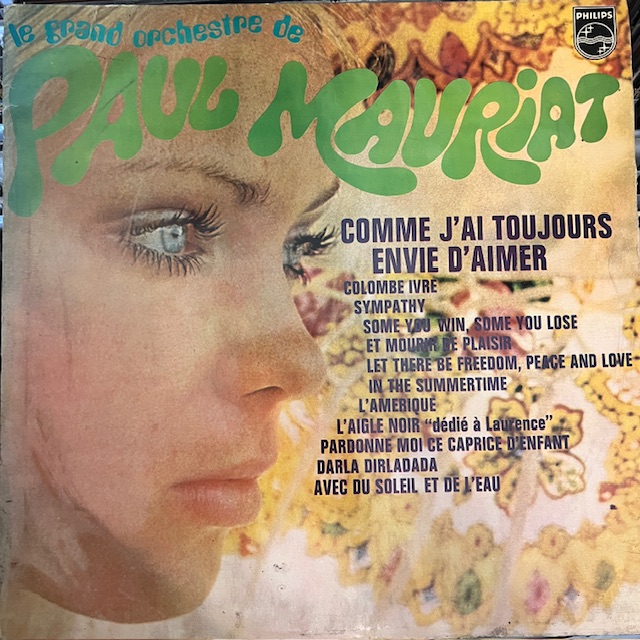 le grand orchestre de
PAUL MAURIAT
PHILIPS
COMME J'AI TOUJOURS
ENVIE D'AIMER
COLOMBE IVRE
SYMPATHY
SOME YOU WIN, SOME YOU LOSE
ET MOURIR DE PLAISIR
LET THERE BE FREEDOM, PEACE AND LOVE
IN THE SUMMERTIME
L'AMERIQUE
L'AIGLE NOIR "dédié à Laurence"
PARDONNE MOI CE CAPRICE D'ENFANT
DARLA DIRLADADA
AVEC DU SOLEIL ET DE L'EAU